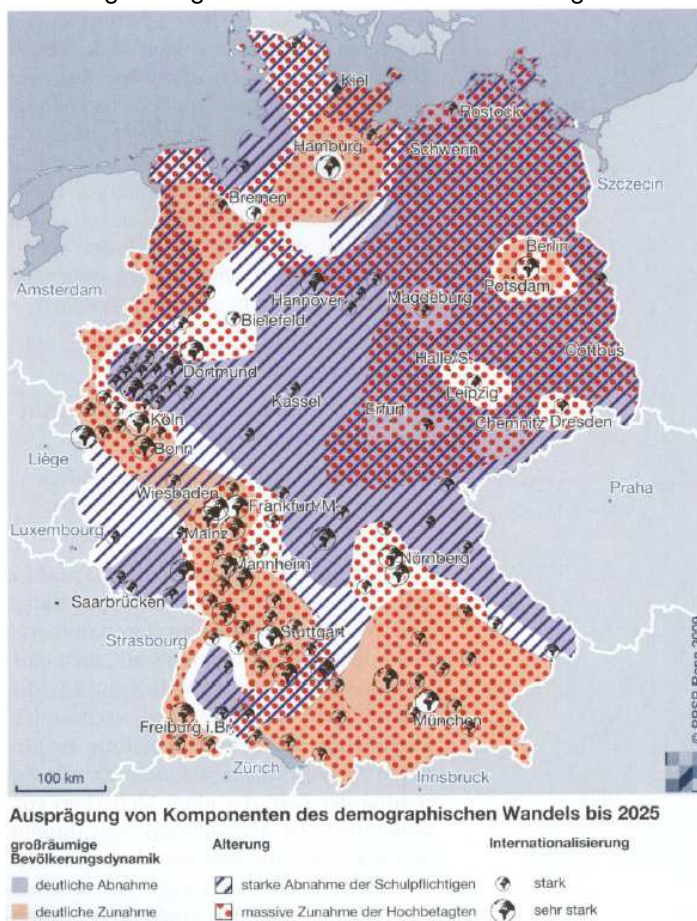 Kiel
Rostock
Hamburg
Schwerin
Szczecin
Bremen
Berlin
Amsterdam
Potsdam
Hannover
Magdeburg
Bielefeld
Dortmund
Halle/S.
Cottbus
Leipzig
Kassel
Erfurt
Chemnitz
Dresden
Köln
Bonn
Liège
Wiesbaden
Frankfurt/M.
Praha
Luxembourg
Mainz
Nürnberg
Mannheim
Saarbrücken
Strasbourg
Stuttgart
München
Freiburg i.Br.
Zürich
Innsbruck
100 km
Ausprägung von Komponenten des demographischen Wandels bis 2025
großräumige
Bevölkerungsdynamik
Alterung
Internationalisierung
deutliche Abnahme
starke Abnahme der Schulpflichtigen
stark
deutliche Zunahme
massive Zunahme der Hochbetagten
sehr stark